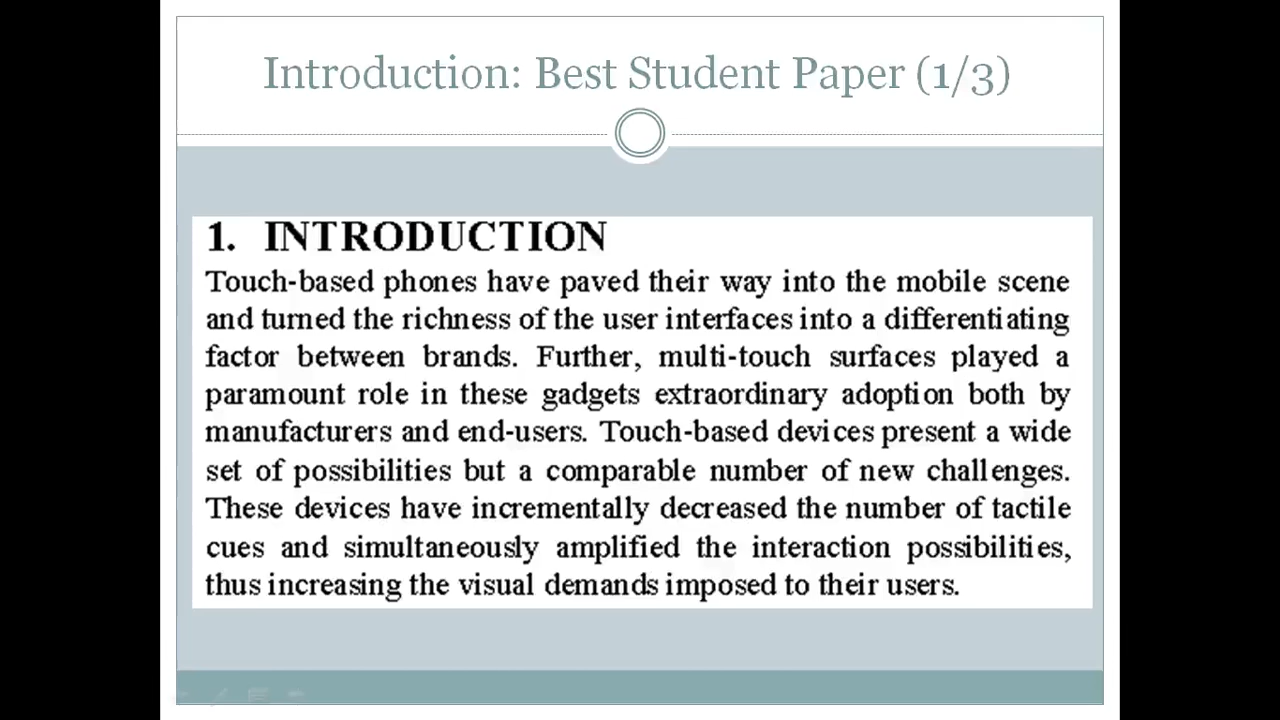 Introduction: Best Student Paper (1/3)
1. INTRODUCTION
Touch-based phones have paved their way into the mobile scene
and turned the richness of the user interfaces into a differentiating
factor between brands. Further, multi-touch surfaces played a
paramount role in these gadgets extraordinary adoption both by
manufacturers and end-users. Touch-based devices present a wide
set of possibilities but a comparable number of new challenges.
These devices have incrementally decreased the number of tactile
cues and simultaneously amplified the interaction possibilities,
thus increasing the visual demands imposed to their users.